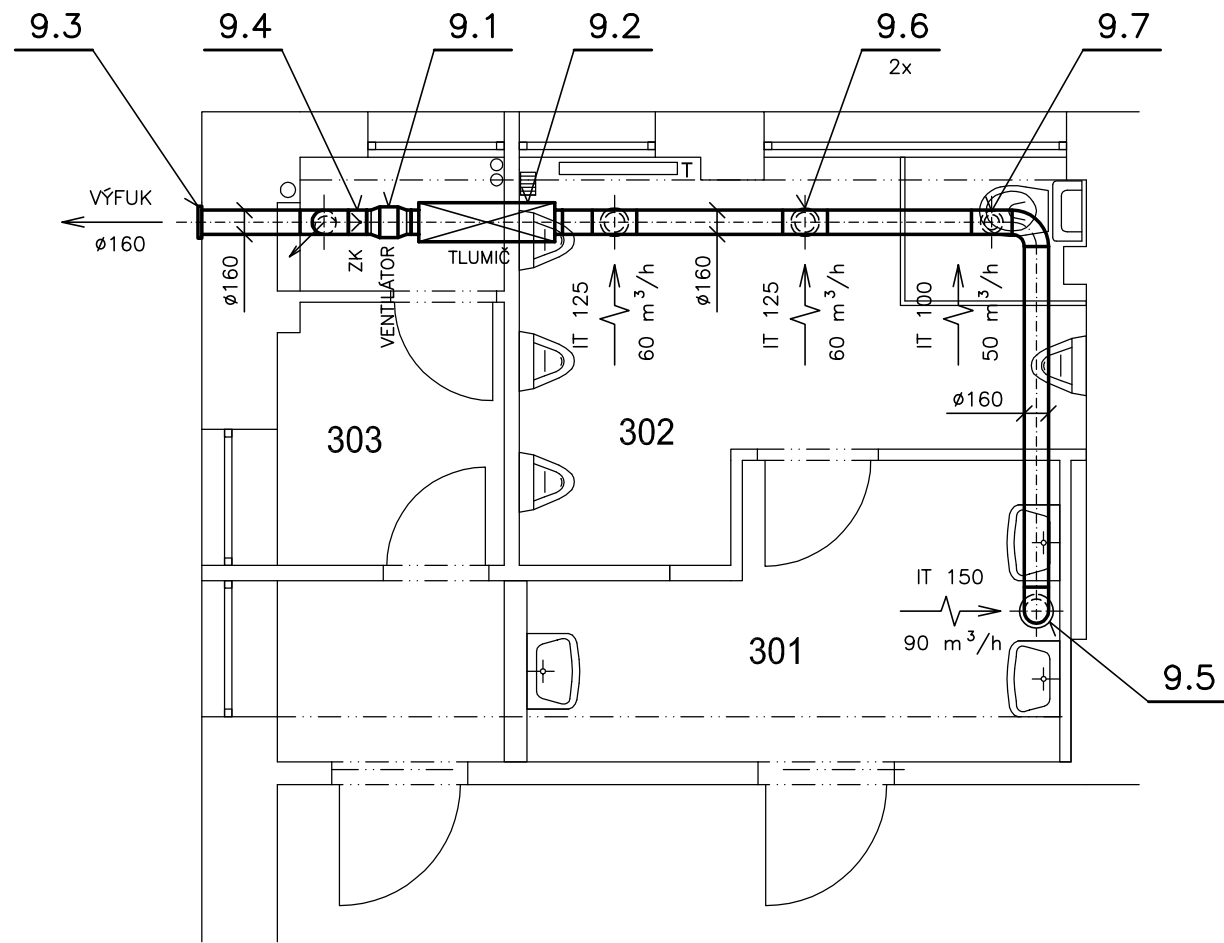 9.3
9.4
9.1
9.2
9.6
2x
9.7
VÝFUK
ø160
T
ø160
ZK
VENTILÁTOR
TLUMIČ
IT 125
60 m³/h
ø160
IT 125
60 m³/h
IT 100
50 m³/h
ø160
303
302
IT 150
90 m³/h
301
9.5